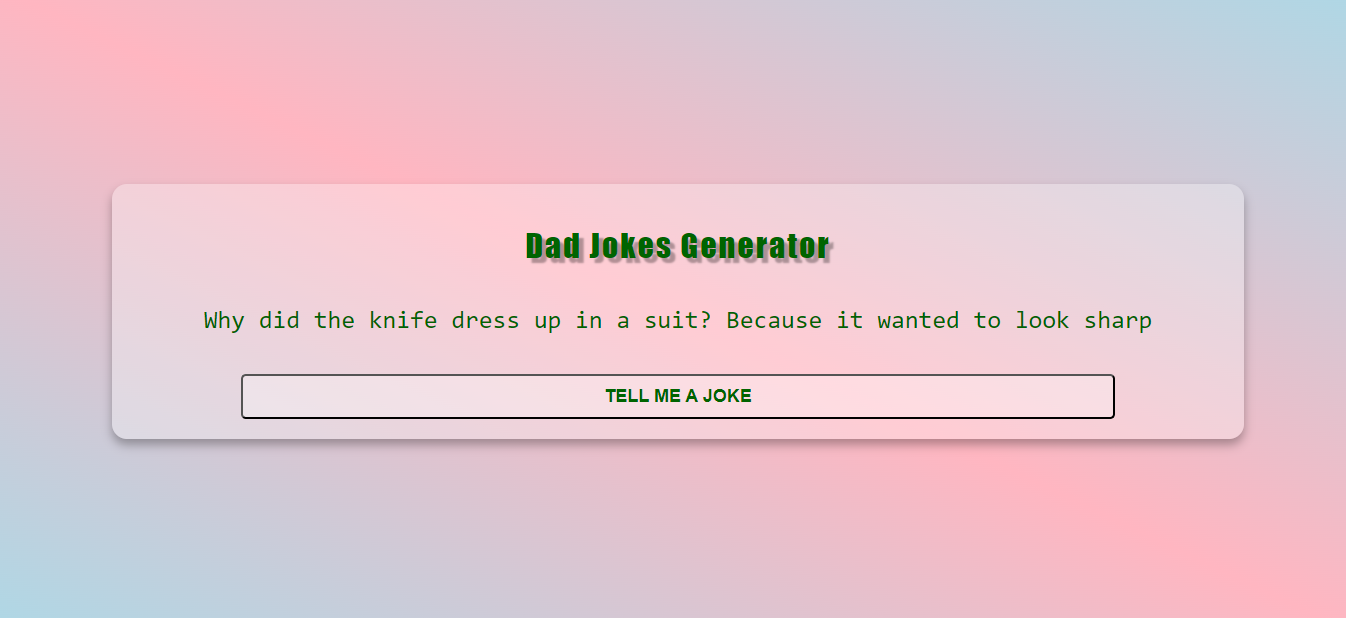 Dad Jokes Generator
Why did the knife dress up in a suit? Because it wanted to look sharp
TELL ME A JOKE